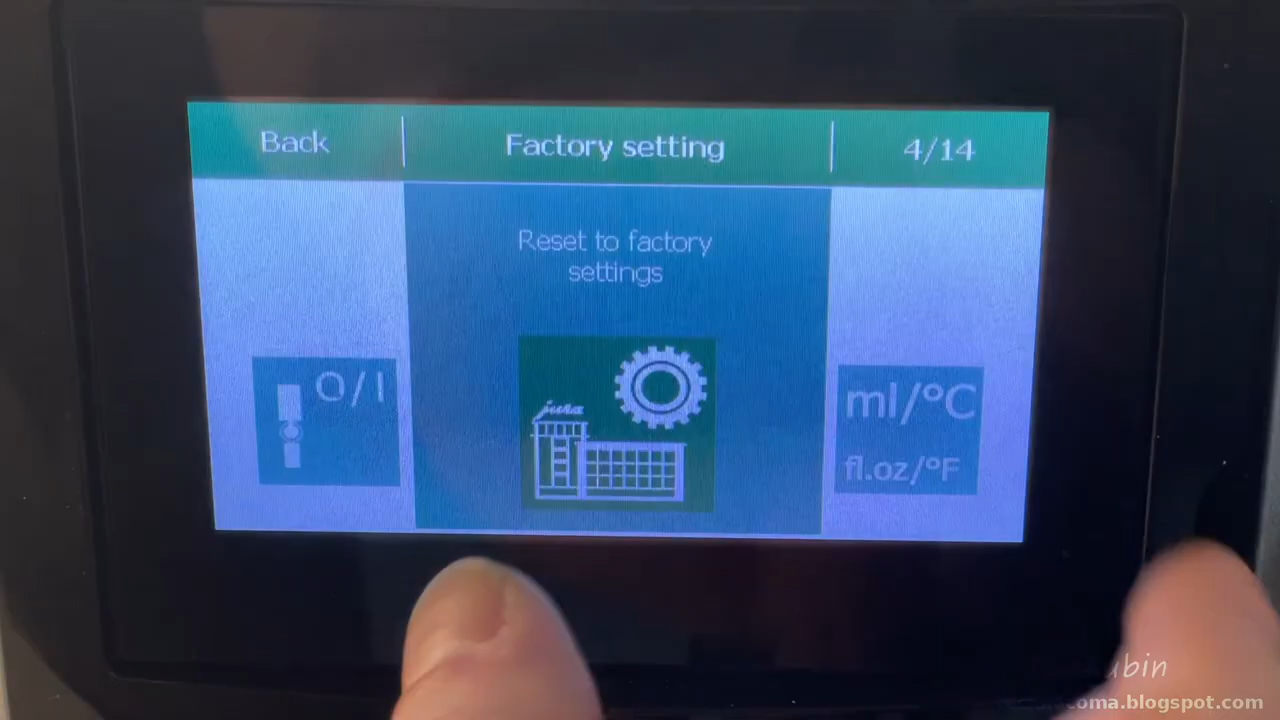 Back
Factory setting
4/14
Reset to factory
settings
O/I
jura
ml/°C
fl.oz/°F
coma.blogspot.com